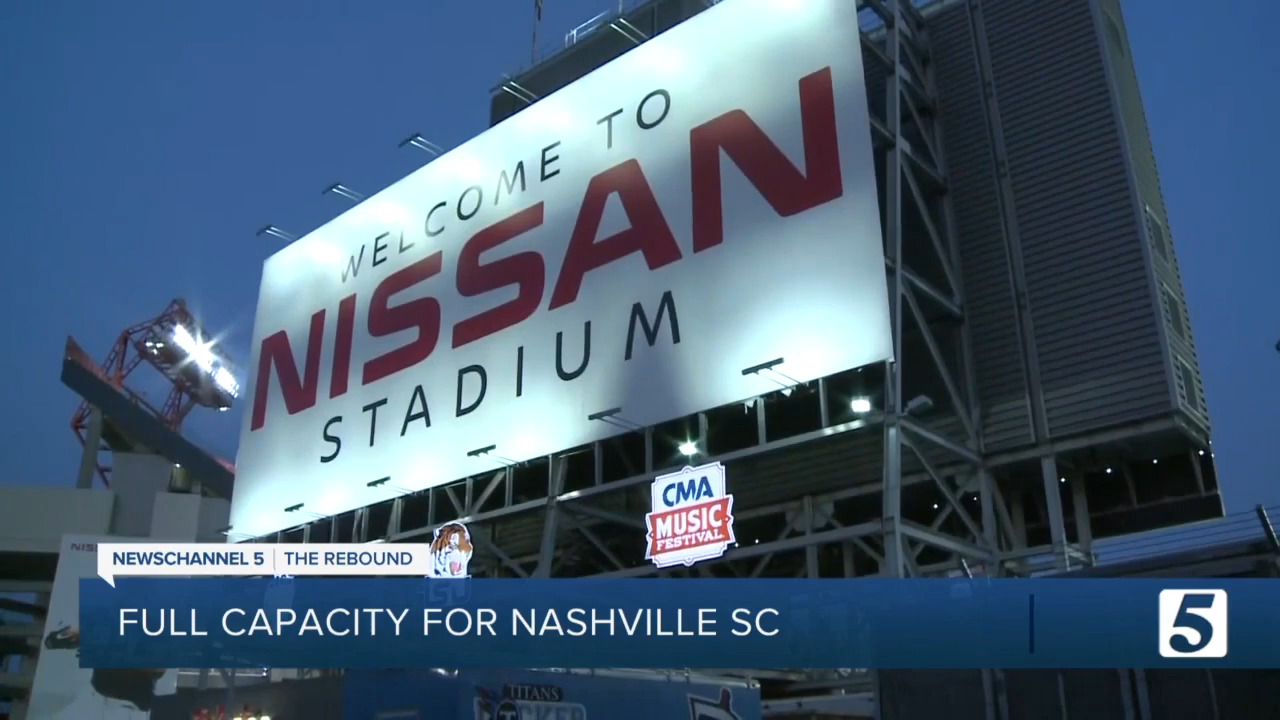 WELCOME TO
NISSAN
STADIUM
CMA
MUSIC
FESTIVAL
NEWSCHANNEL 5 | THE REBOUND
FULL CAPACITY FOR NASHVILLE SC
5
TITANS